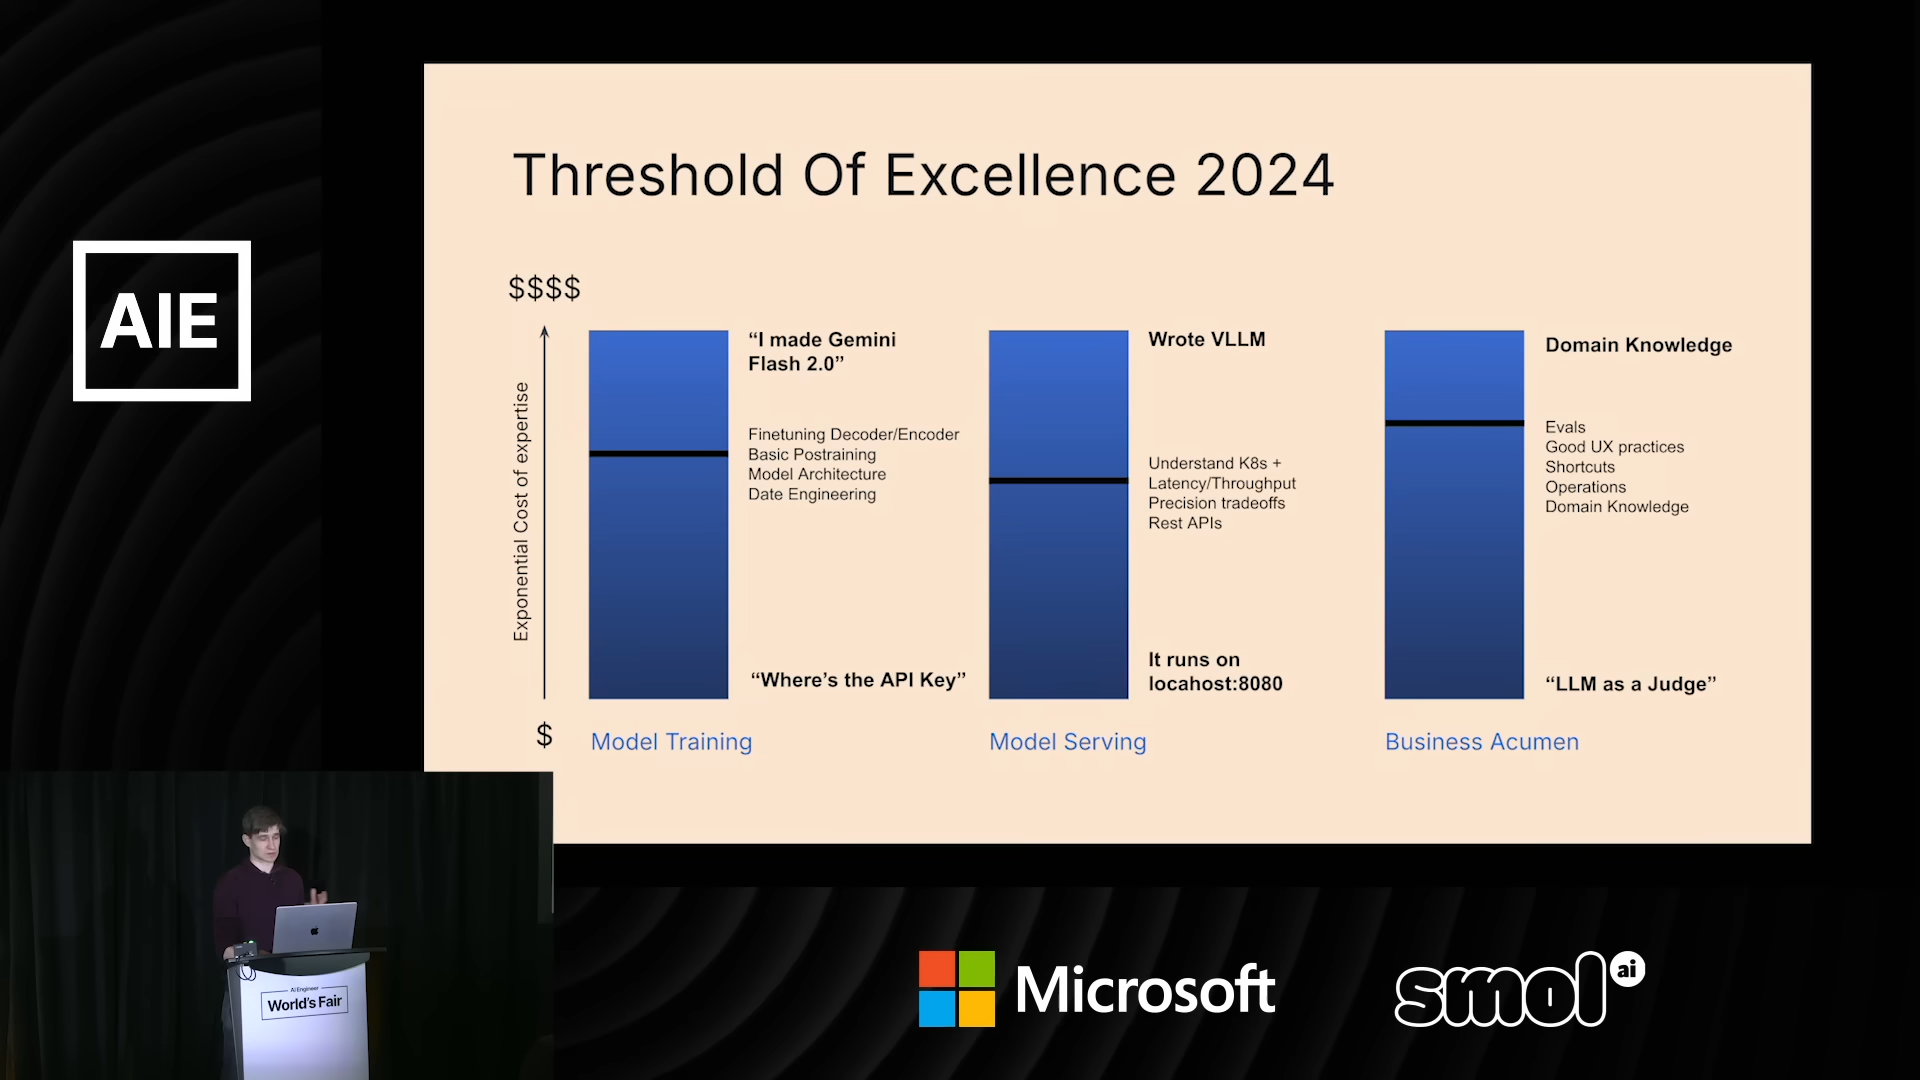 AIE
Threshold Of Excellence 2024
$$$$
Exponential Cost of expertise
$
“I made Gemini
Flash 2.0”
Finetuning Decoder/Encoder
Basic Postraining
Model Architecture
Date Engineering
“Where’s the API Key”
Model Training
Wrote VLLM
Understand K8s +
Latency/Throughput
Precision tradeoffs
Rest APIs
It runs on
locahost:8080
Model Serving
Domain Knowledge
Evals
Good UX practices
Shortcuts
Operations
Domain Knowledge
“LLM as a Judge”
Business Acumen
AI Engineer
World's Fair
Microsoft
smol ai